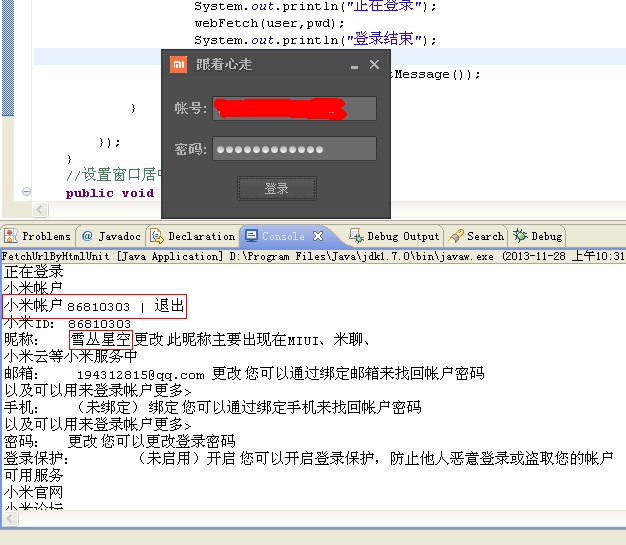 System.out.println("正在登录");
webFetch(user,pwd);
System.out.println("登录结束");
跟着心走
tMessage());
帐号:
}
密码:
});
}
登录
//设置窗口居中
public void
Problems @ Javadoc Declaration Console Debug Output Search Debug
FetchUrlByHtmlUnit [Java Application] D:\Program Files\Java\jdk1.7.0\bin\javaw.exe (2013-11-28 上午10:31
正在登录
小米帐户
小米帐户 86810303 | 退出
小米ID: 86810303
昵称: 雪丛星空 更改 此昵称主要出现在MIUI、米聊、
小米云等小米服务中
邮箱: 194312815@qq.com 更改 您可以通过绑定邮箱来找回帐户密码
以及可以用来登录帐户更多>
手机: (未绑定) 绑定 您可以通过绑定手机来找回帐户密码
以及可以用来登录帐户更多>
密码: 更改 您可以更改登录密码
登录保护: (未启用) 开启 您可以开启登录保护,防止他人恶意登录或盗取您的帐户
可用服务
小米官网
小米论坛